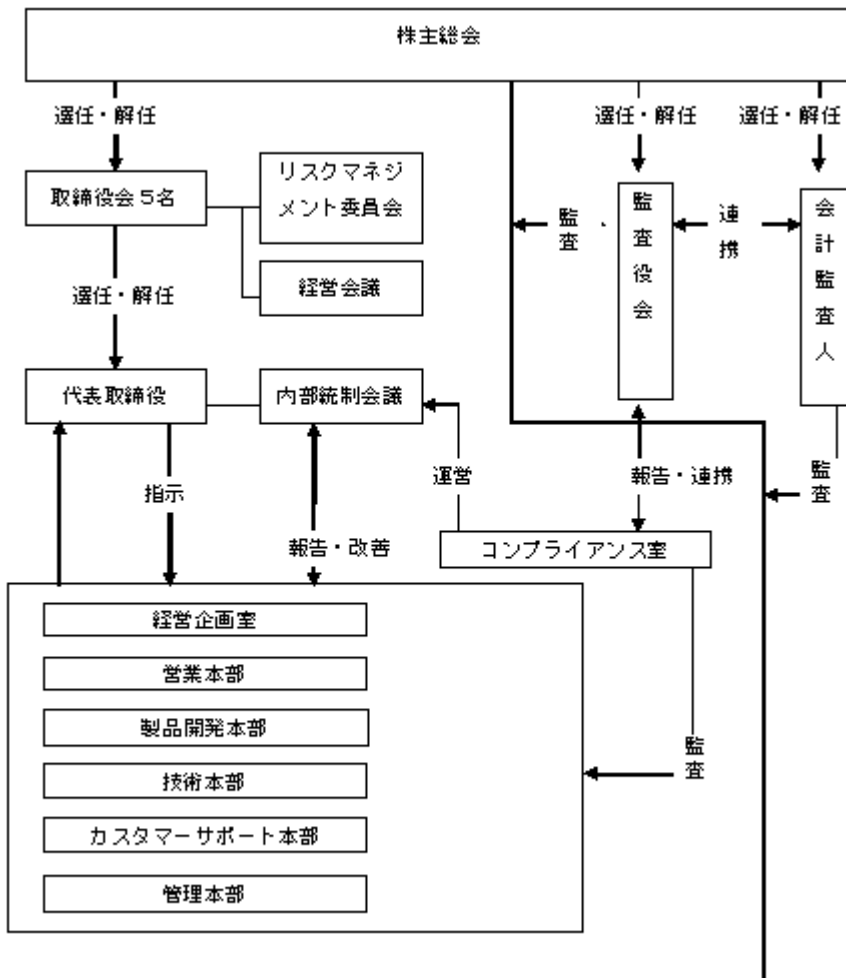 株主総会
選任・解任
選任・解任
選任・解任
取締役会５名
リスクマネジ
メント委員会
監査
監査役会
連携
会計監査人
経営会議
選任・解任
代表取締役
内部統制会議
指示
運営
報告・連携
監査
報告・改善
コンプライアンス室
経営企画室
営業本部
製品開発本部
監査
技術本部
カスタマーサポート本部
管理本部